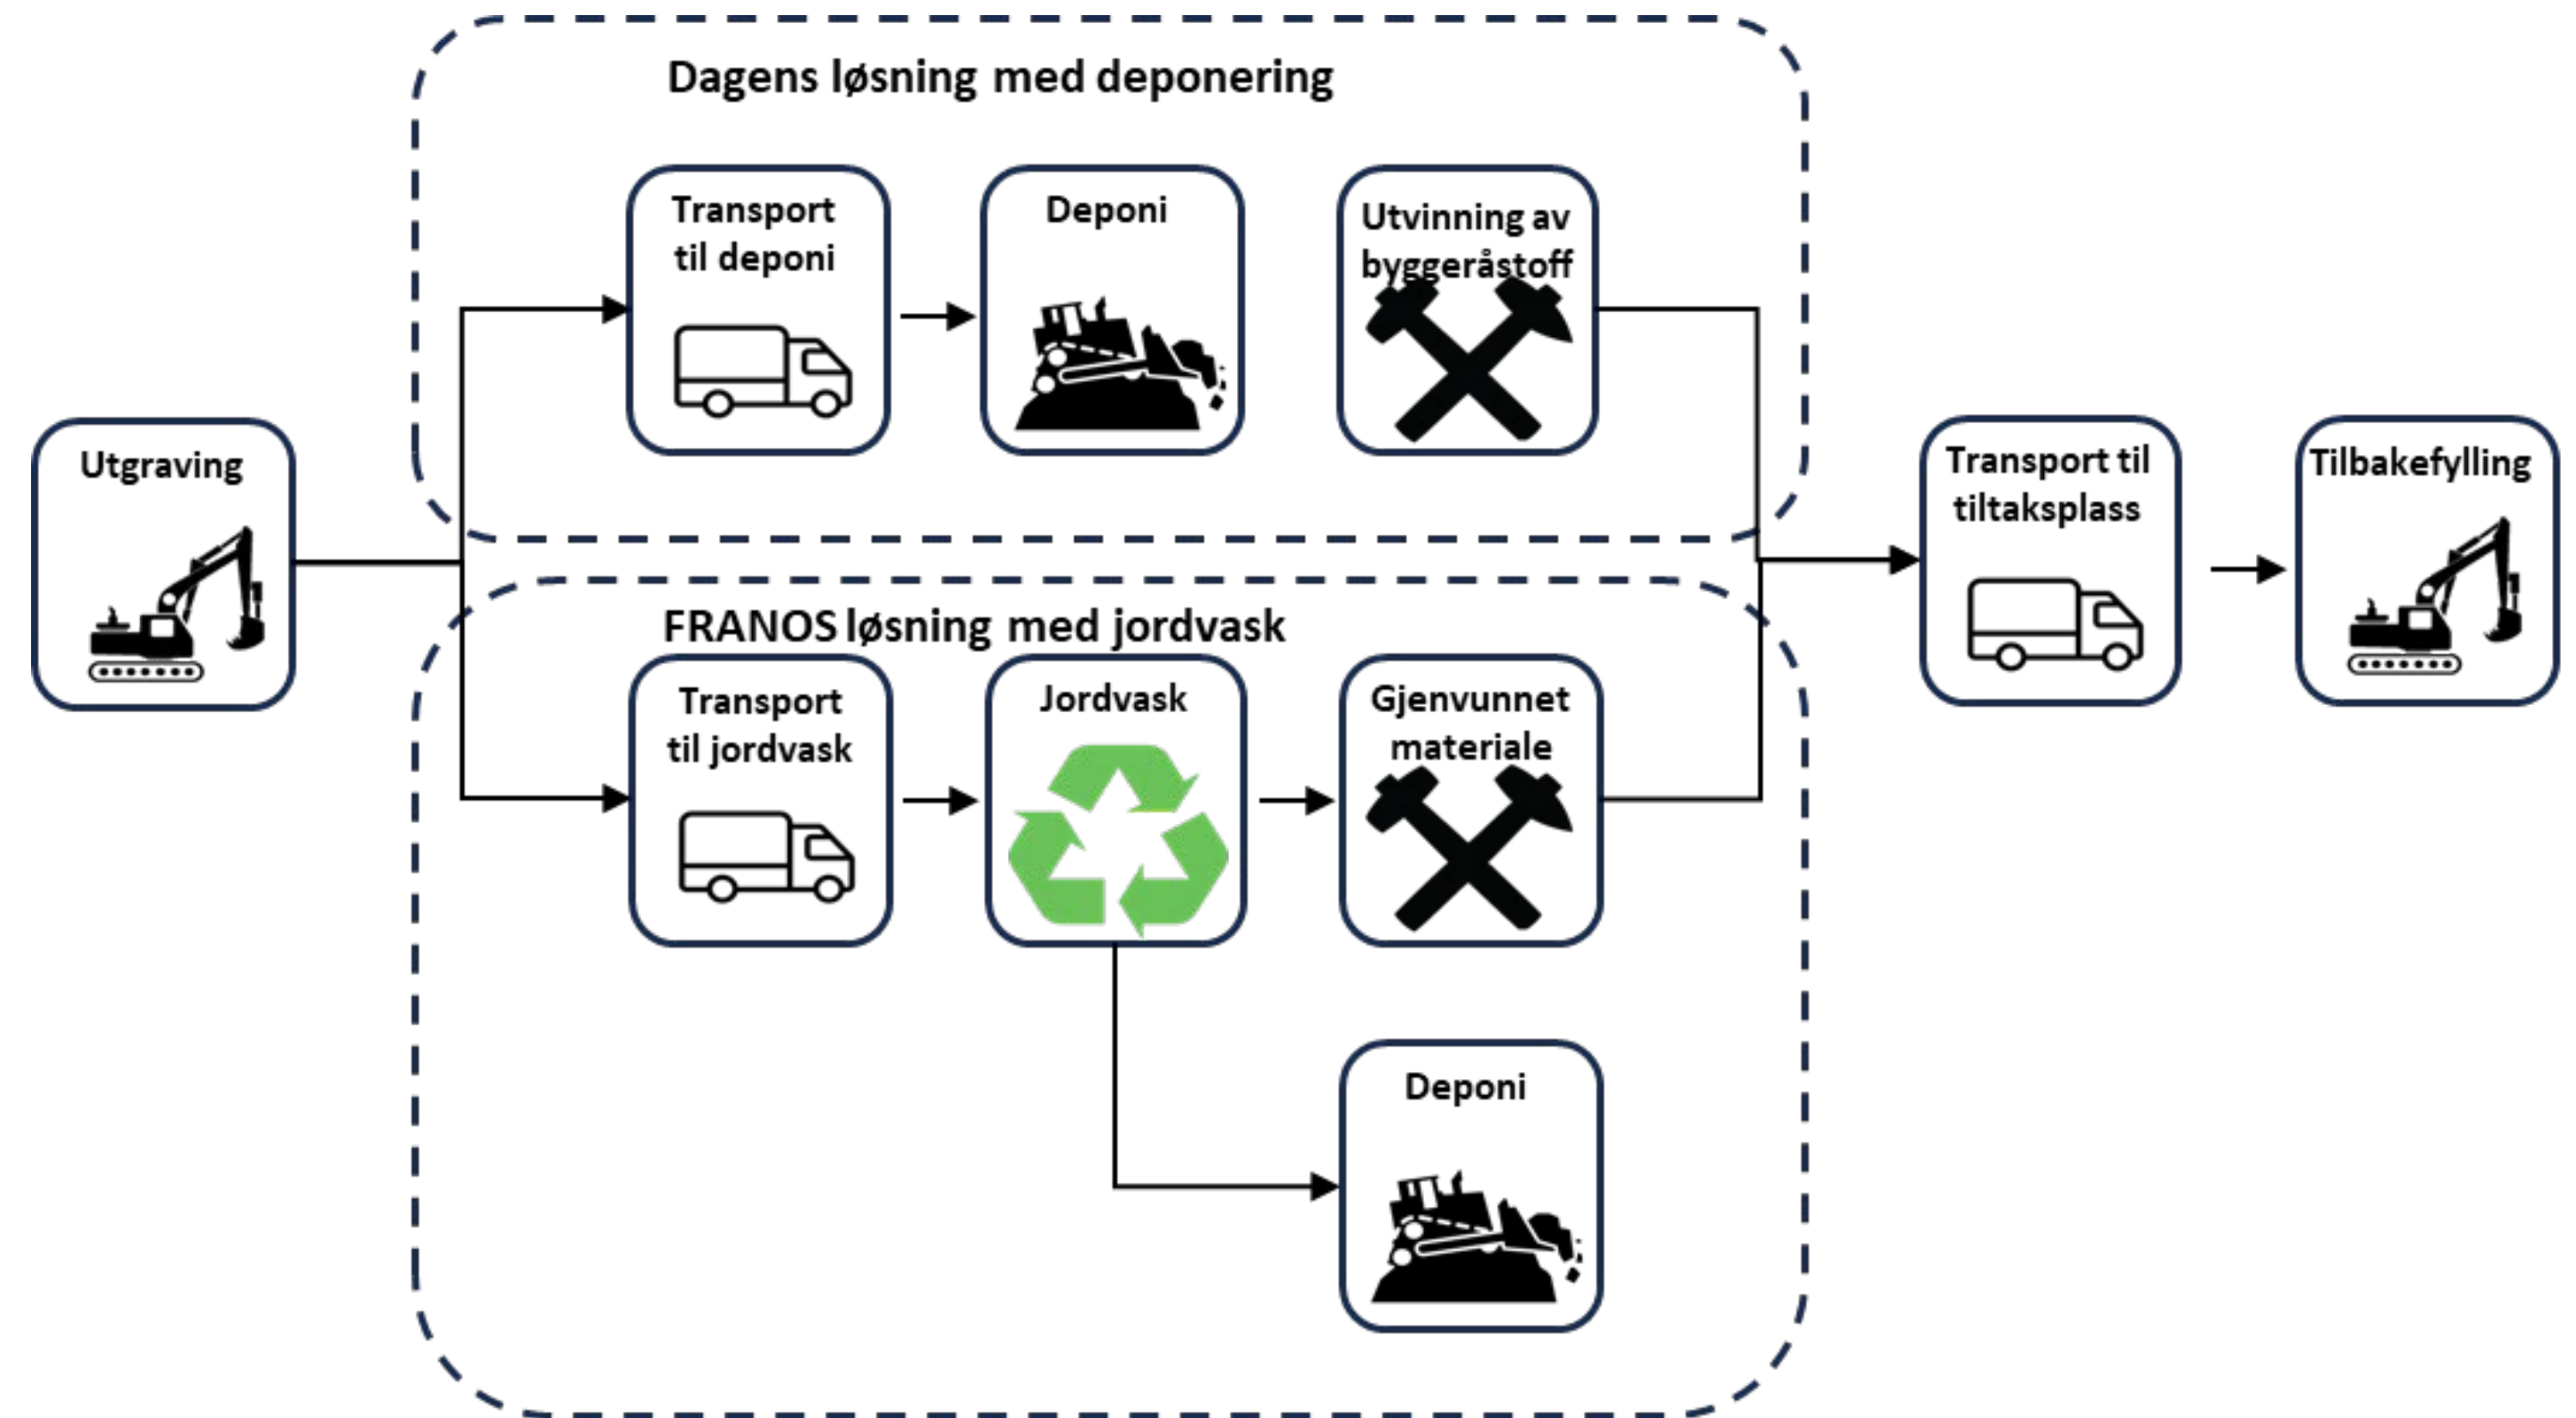 Dagens løsning med deponering
Transport
til deponi
Deponi
Utvinning av
byggeråstoff
Utgraving
Transport til
tiltaksplass
Tilbakefylling
FRANOS løsning med jordvask
Transport
til jordvask
Jordvask
Gjenvunnet
materiale
Deponi